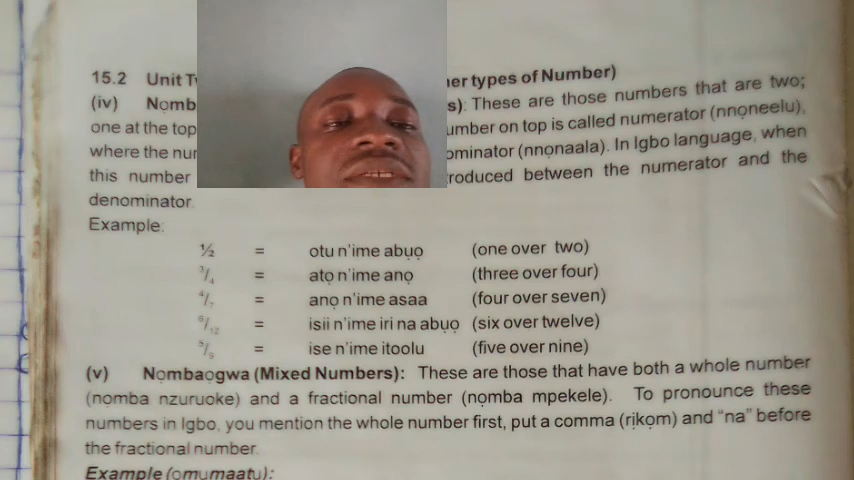 15.2 Unit T ner types of Number)
(iv) Nomb s): These are those numbers that are two;
one at the top umber on top is called numerator (nnọneelu),
where the nur ominator (nnọnaala). In Igbo language, when
this number roduced between the numerator and the
denominator.
Example:
½ = otu n'ime abụọ (one over two)
3/4 = atọ n'ime anọ (three over four)
4/7 = anọ n'ime asaa (four over seven)
6/12 = isii n'ime iri na abụọ (six over twelve)
5/9 = ise n'ime itoolu (five over nine)
(v) Nọmbaọgwa (Mixed Numbers): These are those that have both a whole number
(nọmba nzuruoke) and a fractional number (nọmba mpekele). To pronounce these
numbers in Igbo, you mention the whole number first, put a comma (rịkọm) and “na” before
the fractional number.
Example (ọmụmaatụ):